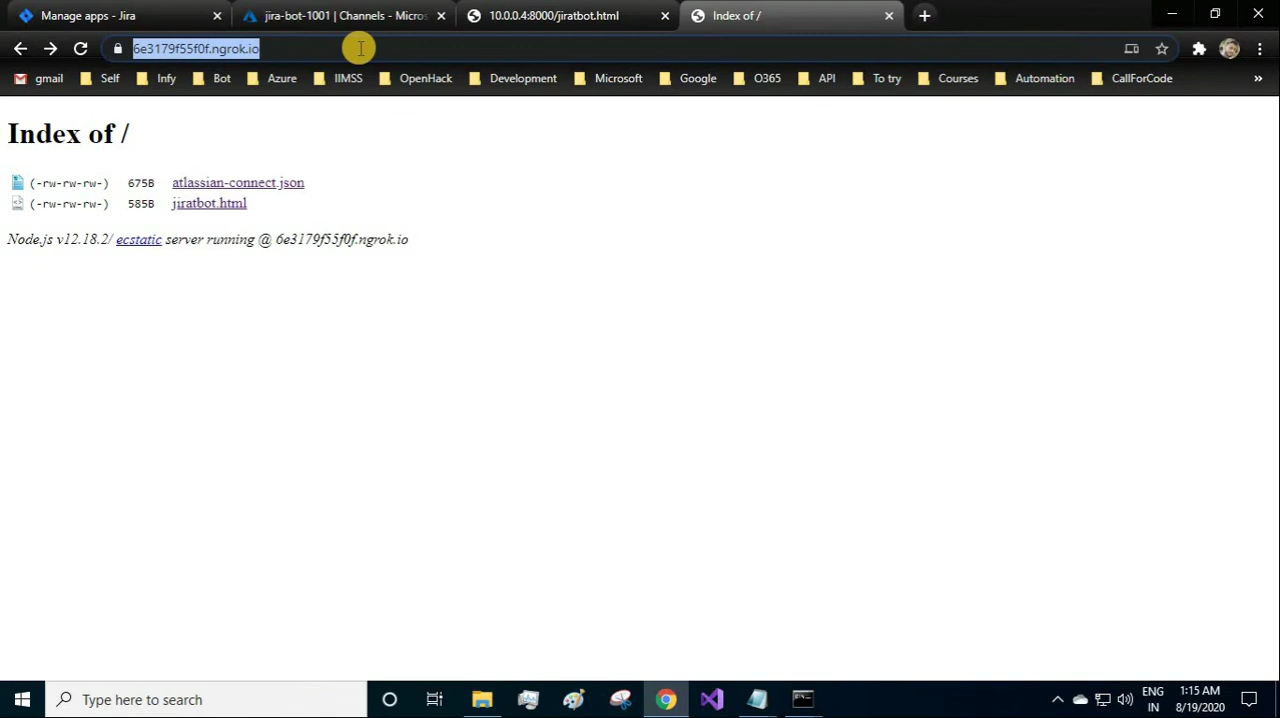 Manage apps - Jira
jira-bot-1001 | Channels - Micros
10.0.0.4:8000/jiratbot.html
Index of /
6e3179f55f0f.ngrok.io
gmail Self Infy Bot Azure IIMSS OpenHack Development Microsoft Google O365 API To try Courses Automation CallForCode »
Index of /
(-rw-rw-rw-) 675B atlassian-connect.json
(-rw-rw-rw-) 585B jiratbot.html
Node.js v12.18.2/ ecstatic server running @ 6e3179f55f0f.ngrok.io
Type here to search
ENG
IN
1:15 AM
8/19/2020